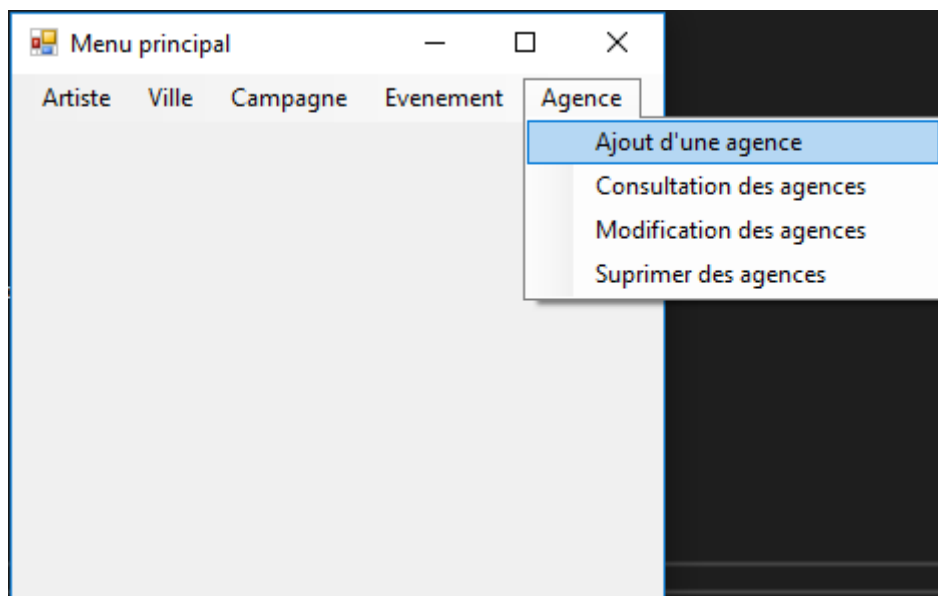 Menu principal
Artiste Ville Campagne Evenement Agence
Ajout d'une agence
Consultation des agences
Modification des agences
Suprimer des agences